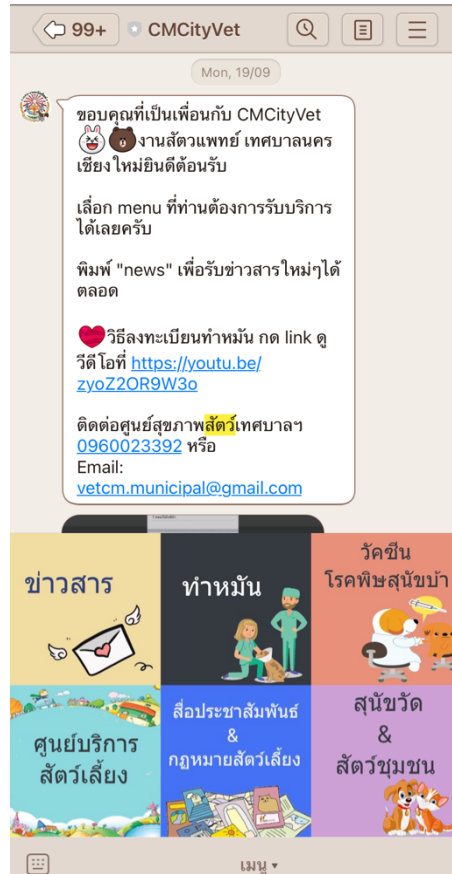 99+
CMCityVet
Mon, 19/09
ขอบคุณที่เป็นเพื่อนกับ CMCityVet
งานสัตวแพทย์ เทศบาลนคร
เชียงใหม่ยินดีต้อนรับ
เลือก menu ที่ท่านต้องการรับบริการ
ได้เลยครับ
พิมพ์ "news" เพื่อรับข่าวสารใหม่ๆได้
ตลอด
วิธีลงทะเบียนทำหมัน กด link ดู
วีดีโอที่ https://youtu.be/
zyoZ2OR9W3o
ติดต่อศูนย์สุขภาพสัตว์เทศบาลฯ
0960023392 หรือ
Email:
vetcm.municipal@gmail.com
ข่าวสาร
ทำหมัน
วัคซีน
โรคพิษสุนัขบ้า
ศูนย์บริการ
สัตว์เลี้ยง
สื่อประชาสัมพันธ์
&
กฎหมายสัตว์เลี้ยง
สุนัขวัด
&
สัตว์ชุมชน
เมนู